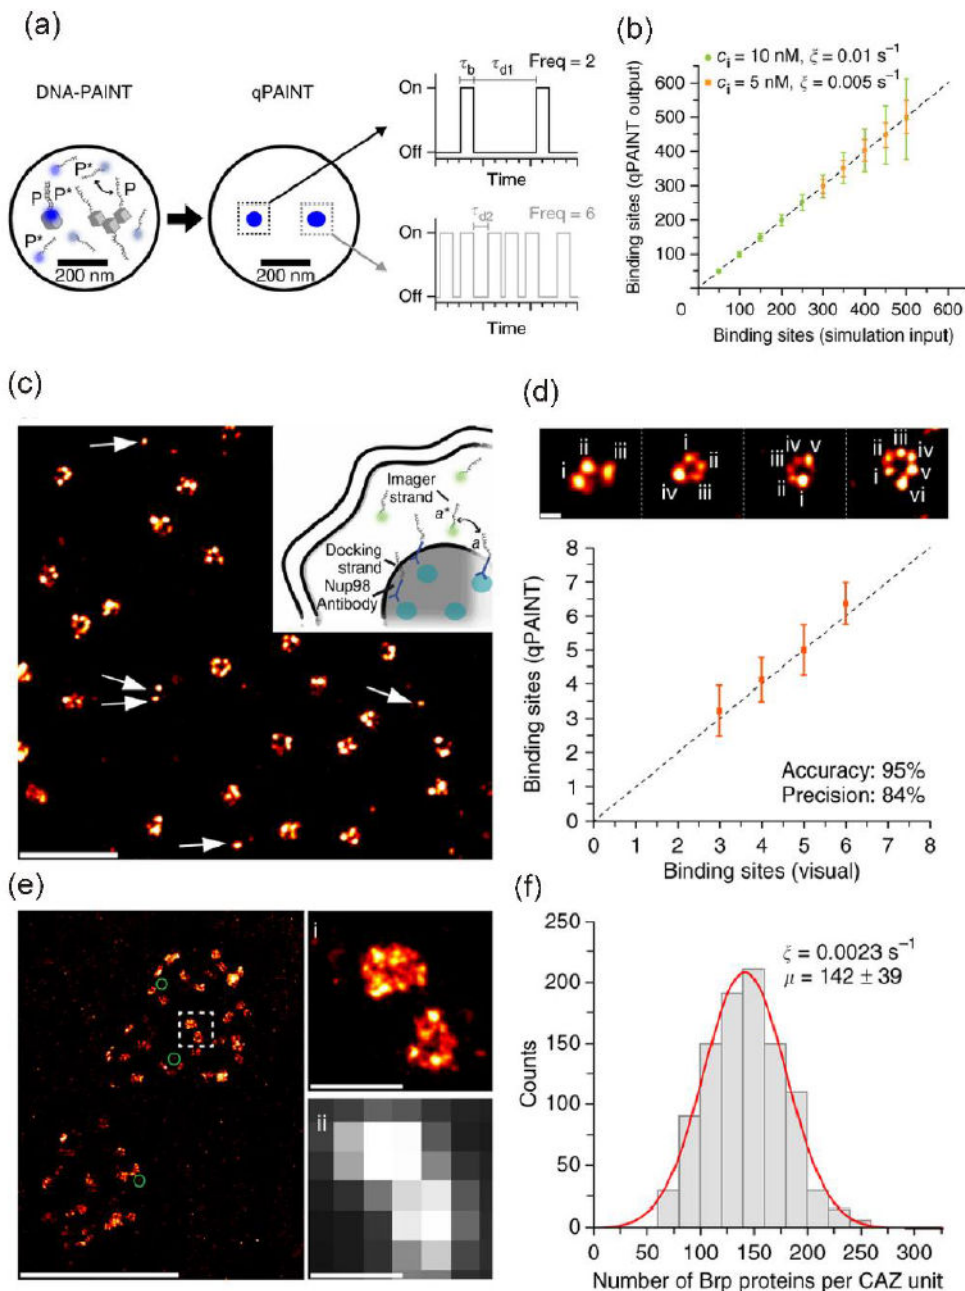 (a)
DNA-PAINT
P*
P*
P
P
P*
P*
200 nm
qPAINT
200 nm
τb
τd1
Freq = 2
On
Off
Time
τd2
Freq = 6
On
Off
Time
(b)
ci = 10 nM, ξ = 0.01 s⁻¹
ci = 5 nM, ξ = 0.005 s⁻¹
Binding sites (qPAINT output)
600
500
400
300
200
100
0 100 200 300 400 500 600
Binding sites (simulation input)
(c)
Imager
strand
a*
a
Docking
strand
Nup98
Antibody
(d)
i ii iii
i ii iii iv
i ii iii iv v
i ii iii iv v vi
Binding sites (qPAINT)
8
7
6
5
4
3
2
1
0
Accuracy: 95%
Precision: 84%
0 1 2 3 4 5 6 7 8
Binding sites (visual)
(e)
i
ii
(f)
Counts
250
200
150
100
50
0
ξ = 0.0023 s⁻¹
μ = 142 ± 39
0 50 100 150 200 250 300
Number of Brp proteins per CAZ unit